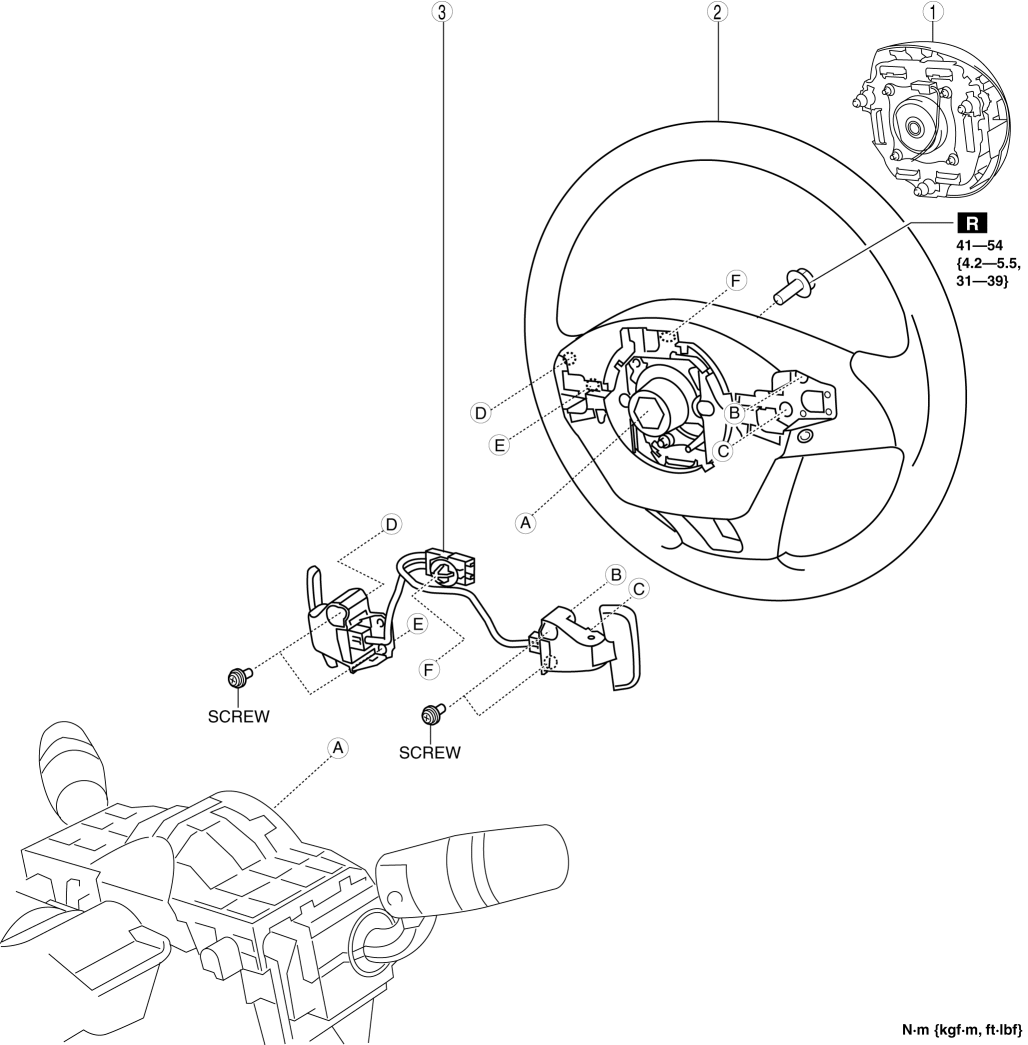 3
2
1
R
41—54
{4.2—5.5,
31—39}
F
D
B
E
C
A
D
B
C
E
F
SCREW
SCREW
A
N·m {kgf·m, ft·lbf}